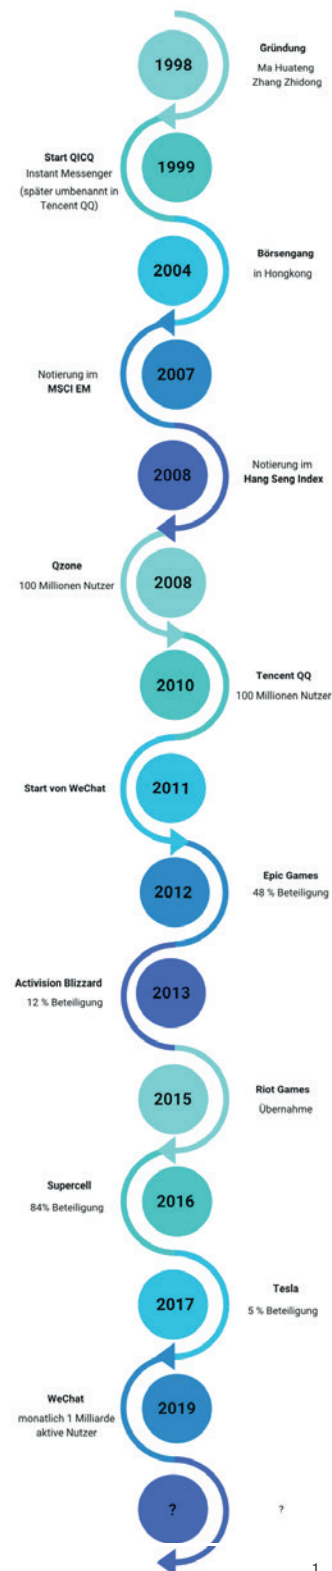 1998
Gründung
Ma Huateng
Zhang Zhidong
Start QICQ
Instant Messenger
(später umbenannt in
Tencent QQ)
1999
2004
Börsengang
in Hongkong
Notierung im
MSCI EM
2007
2008
Notierung im
Hang Seng Index
Qzone
100 Millionen Nutzer
2008
2010
Tencent QQ
100 Millionen Nutzer
Start von WeChat
2011
2012
Epic Games
48 % Beteiligung
Activision Blizzard
12 % Beteiligung
2013
2015
Riot Games
Übernahme
Supercell
84% Beteiligung
2016
2017
Tesla
5 % Beteiligung
WeChat
monatlich 1 Milliarde
aktive Nutzer
2019
?
?
1